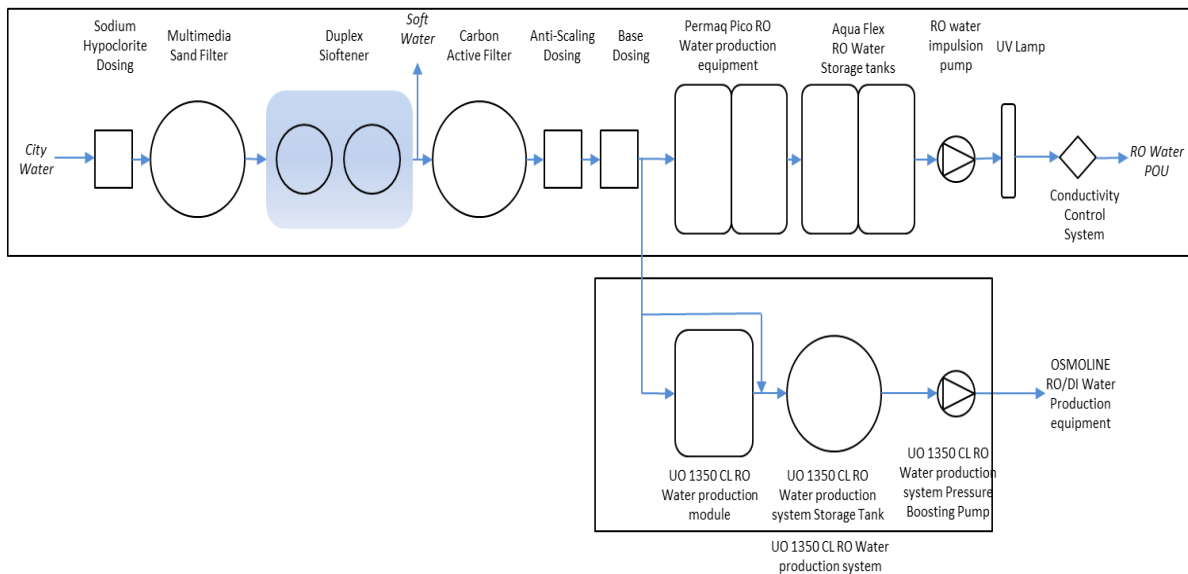 Sodium
Hypoclorite
Dosing
Multimedia
Sand Filter
Duplex
Sioftener
Soft
Water
Carbon
Active Filter
Anti-Scaling
Dosing
Base
Dosing
Permaq Pico RO
Water production
equipment
Aqua Flex
RO Water
Storage tanks
RO water
impulsion
pump
UV Lamp
City
Water
RO Water
POU
Conductivity
Control
System
OSMOLINE
RO/DI Water
Production
equipment
UO 1350 CL RO
Water production
module
UO 1350 CL RO
Water production
system Storage Tank
UO 1350 CL RO
Water production
system Pressure
Boosting Pump
UO 1350 CL RO Water
production system